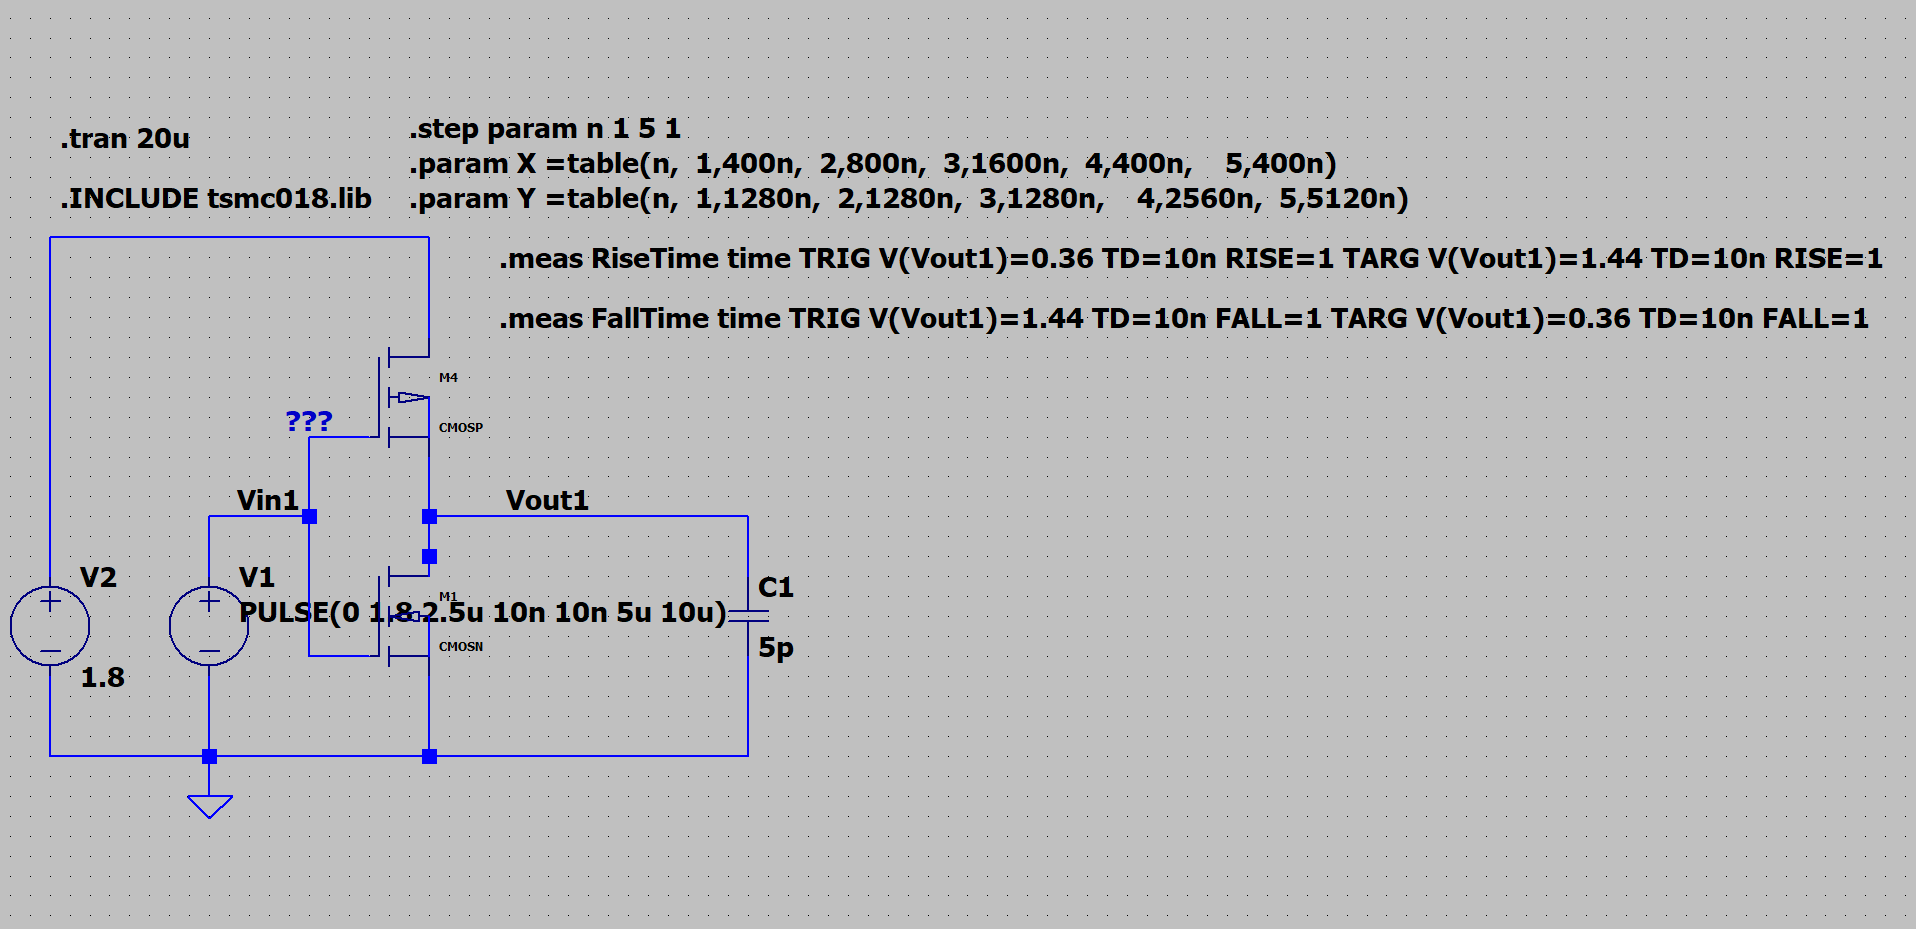 .tran 20u
.step param n 1 5 1
.param X =table(n, 1,400n, 2,800n, 3,1600n, 4,400n, 5,400n)
.INCLUDE tsmc018.lib
.param Y =table(n, 1,1280n, 2,1280n, 3,1280n, 4,2560n, 5,5120n)
.meas RiseTime time TRIG V(Vout1)=0.36 TD=10n RISE=1 TARG V(Vout1)=1.44 TD=10n RISE=1
.meas FallTime time TRIG V(Vout1)=1.44 TD=10n FALL=1 TARG V(Vout1)=0.36 TD=10n FALL=1
M4
???
CMOSP
Vin1
Vout1
V2
V1
C1
M1
PULSE(0 1.8 2.5u 10n 10n 5u 10u)
CMOSN
5p
1.8